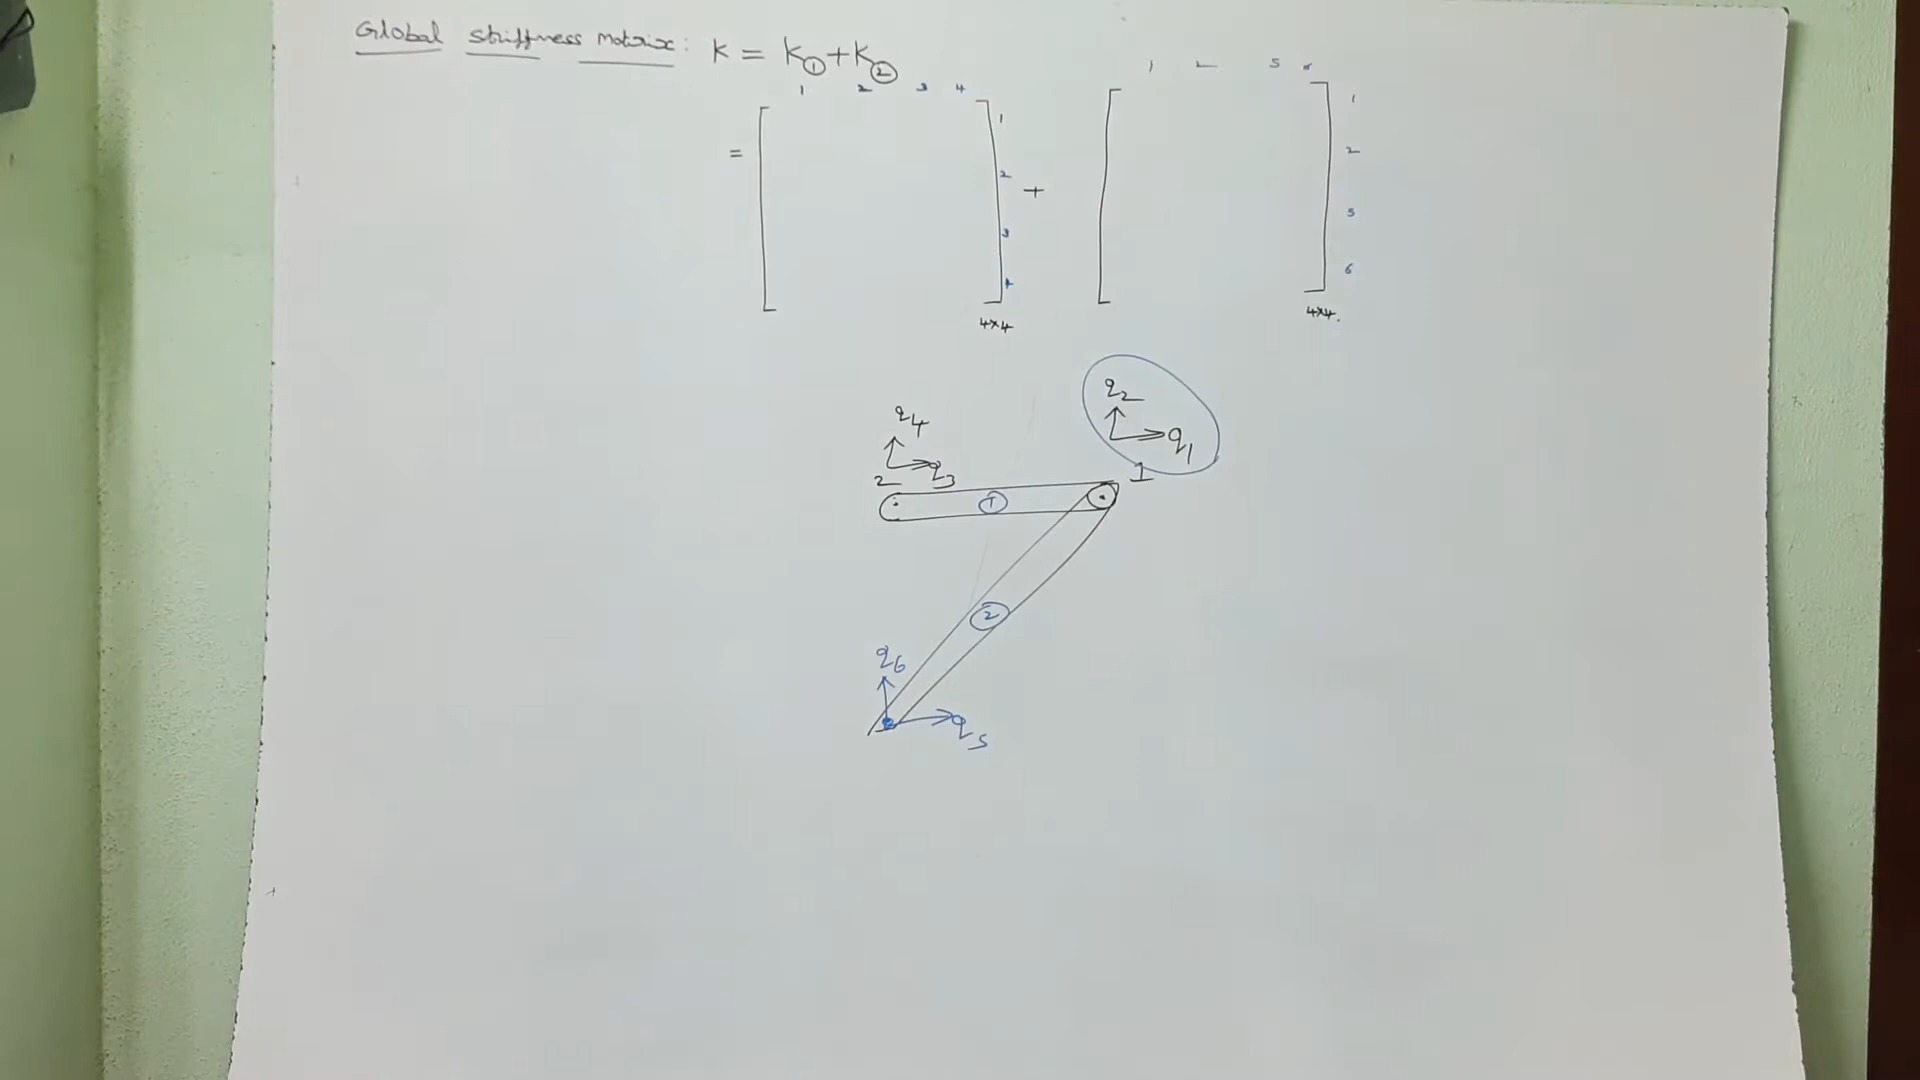 Global stiffness matrix: K = K① + K②
1 2 3 4
1 2 5
= [ ] + [ ]
1
2
3
4
4×4
1
2
5
6
4×4.
q2
q1
q4
q3
2
1
①
②
q6
q5